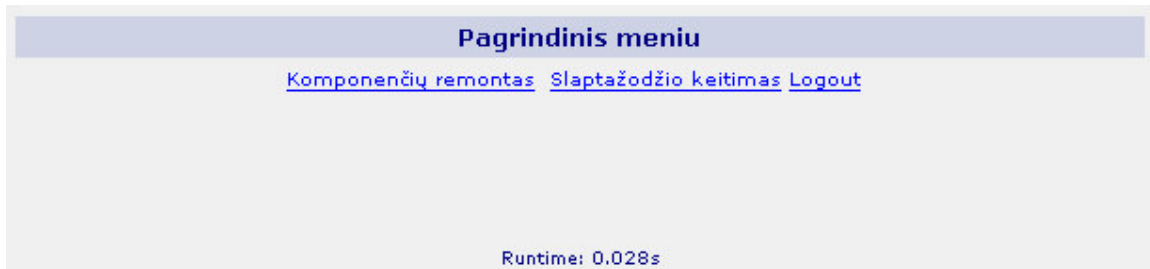 Pagrindinis meniu
Komponenčių remontas Slaptažodžio keitimas Logout
Runtime: 0.028s